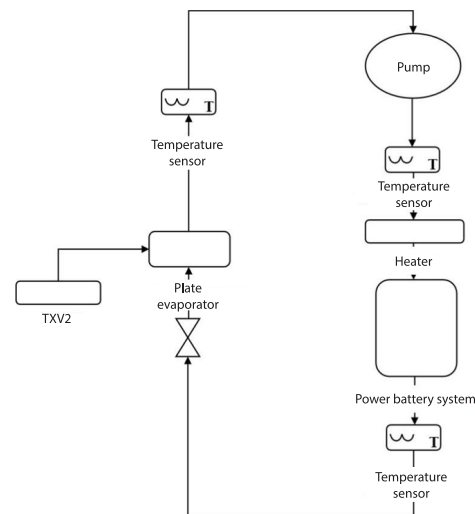 Pump
T
Temperature
sensor
T
Temperature
sensor
Heater
Plate
evaporator
TXV2
Power battery system
T
Temperature
sensor